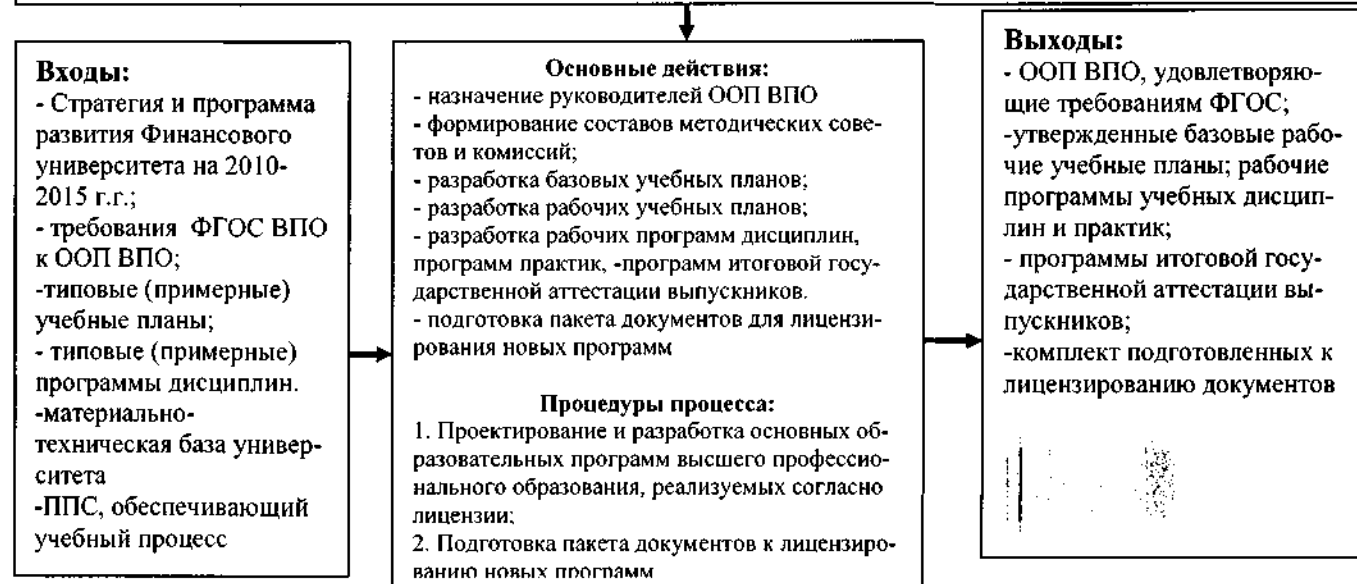 Входы:
- Стратегия и программа
развития Финансового
университета на 2010-
2015 г.г.;
- требования ФГОС ВПО
к ООП ВПО;
-типовые (примерные)
учебные планы;
- типовые (примерные)
программы дисциплин.
-материально-
техническая база универ-
ситета
-ППС, обеспечивающий
учебный процесс
Основные действия:
- назначение руководителей ООП ВПО
- формирование составов методических сове-
тов и комиссий;
- разработка базовых учебных планов;
- разработка рабочих учебных планов;
- разработка рабочих программ дисциплин,
программ практик, -программ итоговой госу-
дарственной аттестации выпускников.
- подготовка пакета документов для лицензи-
рования новых программ
Процедуры процесса:
1. Проектирование и разработка основных об-
разовательных программ высшего профессио-
нального образования, реализуемых согласно
лицензии;
2. Подготовка пакета документов к лицензиро-
ванию новых программ
Выходы:
- ООП ВПО, удовлетворяю-
щие требованиям ФГОС;
-утвержденные базовые рабо-
чие учебные планы; рабочие
программы учебных дисцип-
лин и практик;
- программы итоговой госу-
дарственной аттестации вы-
пускников;
-комплект подготовленных к
лицензированию документов